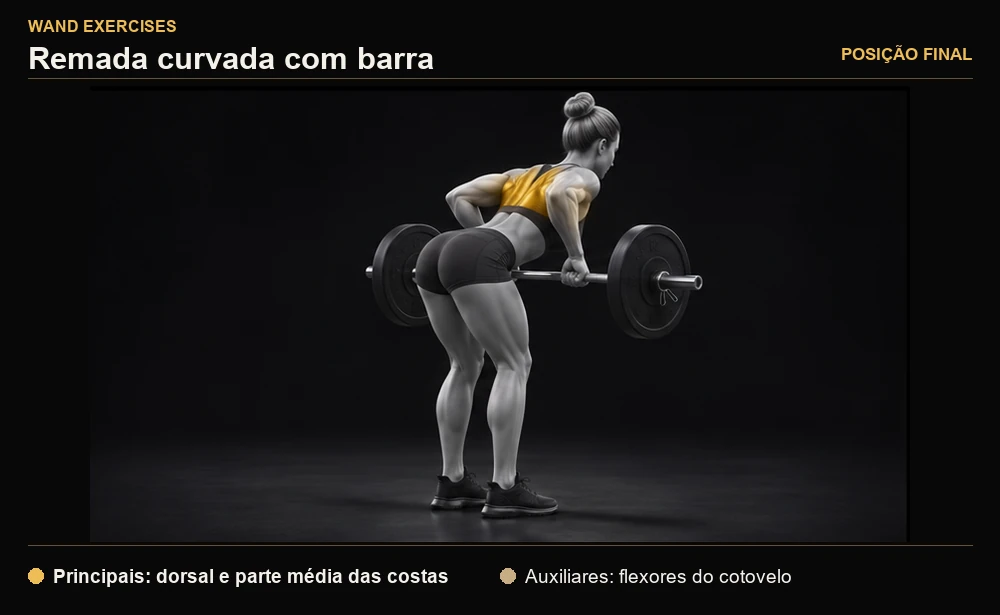 WAND EXERCISES
Remada curvada com barra
POSIÇÃO FINAL
Principais: dorsal e parte média das costas
Auxiliares: flexores do cotovelo